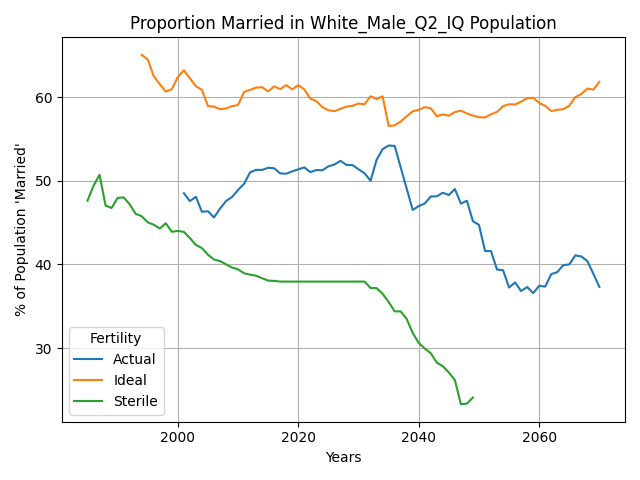 Proportion Married in White_Male_Q2_IQ Population
% of Population 'Married'
60
50
40
30
Fertility
Actual
Ideal
Sterile
2000 2020 2040 2060
Years